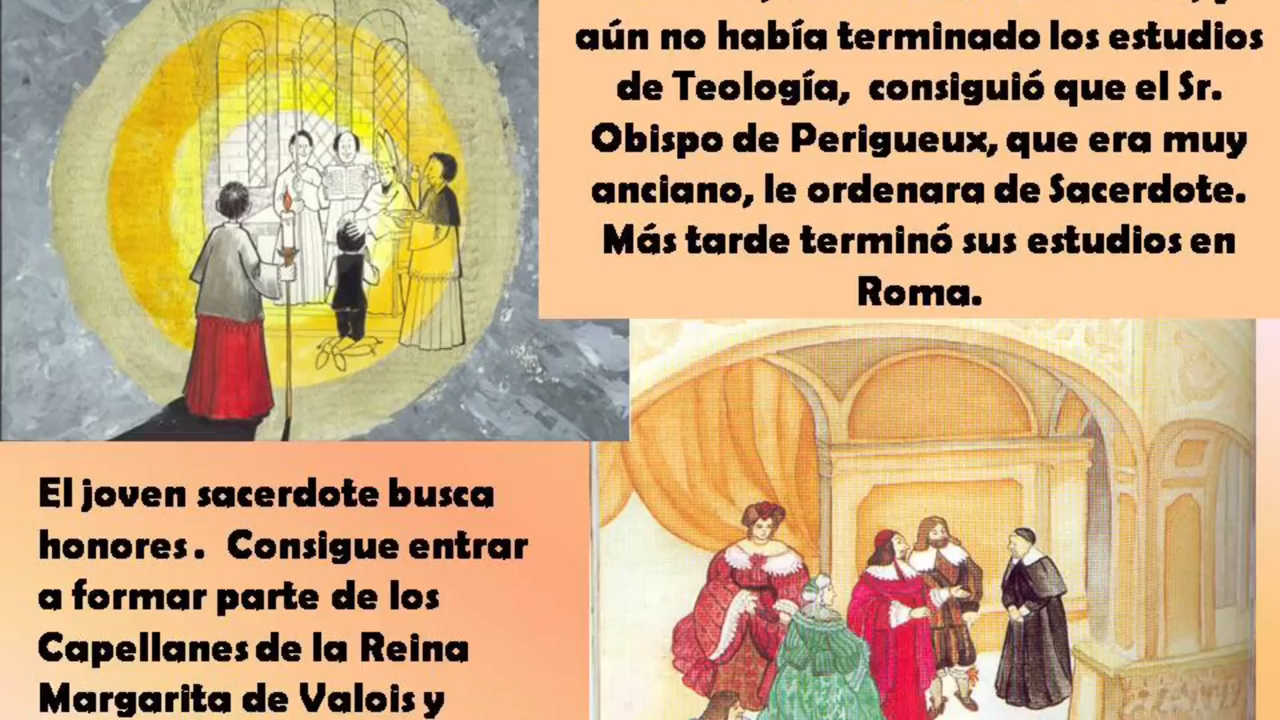 aún no había terminado los estudios
de Teología, consiguió que el Sr.
Obispo de Perigueux, que era muy
anciano, le ordenara de Sacerdote.
Más tarde terminó sus estudios en
Roma.
El joven sacerdote busca
honores . Consigue entrar
a formar parte de los
Capellanes de la Reina
Margarita de Valois y